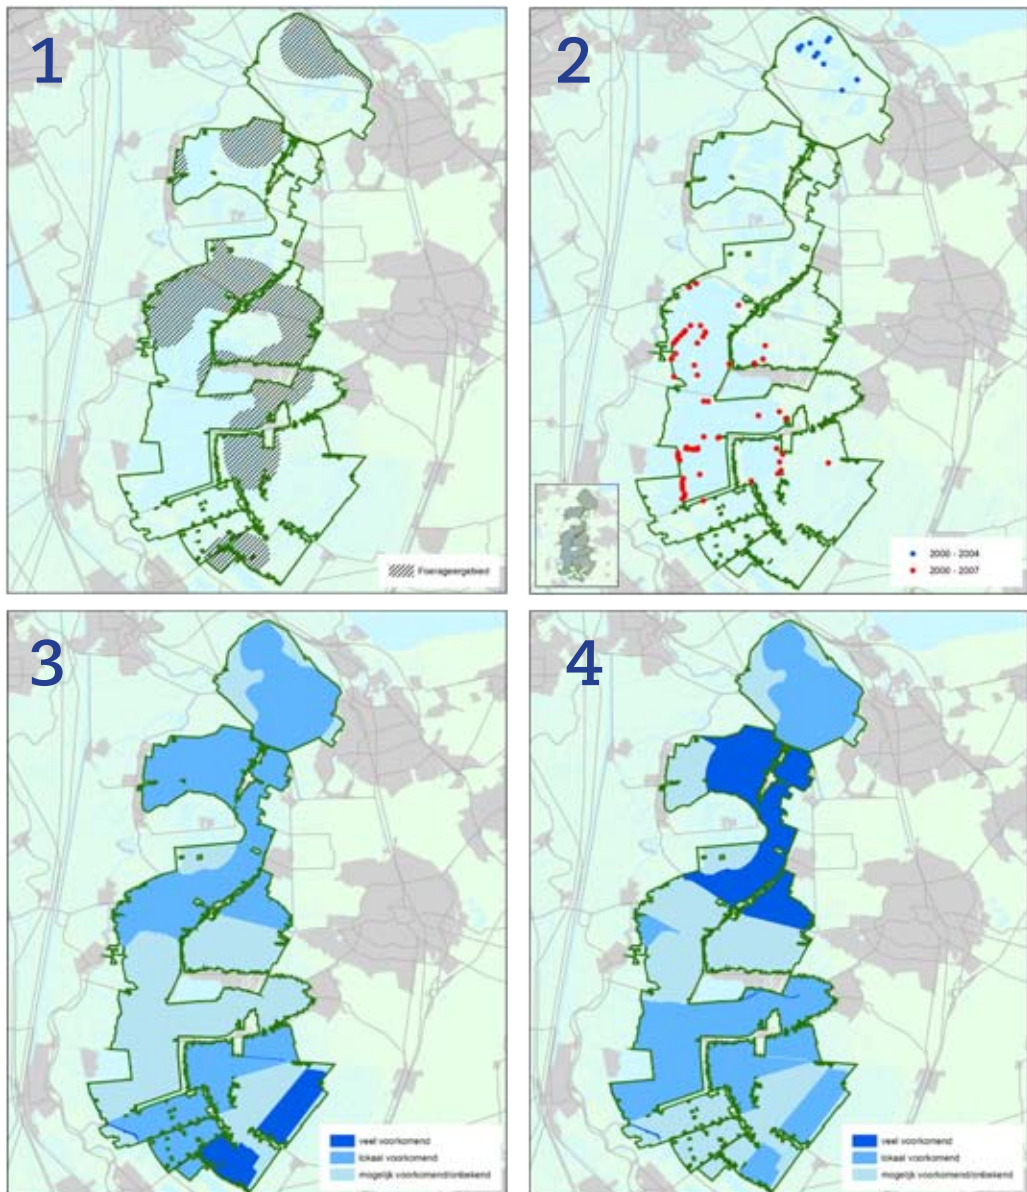 1
Foerageergebied
2
2000 - 2004
2000 - 2007
3
veel voorkomend
lokaal voorkomend
mogelijk voorkomend/onbekend
4
veel voorkomend
lokaal voorkomend
mogelijk voorkomend/onbekend